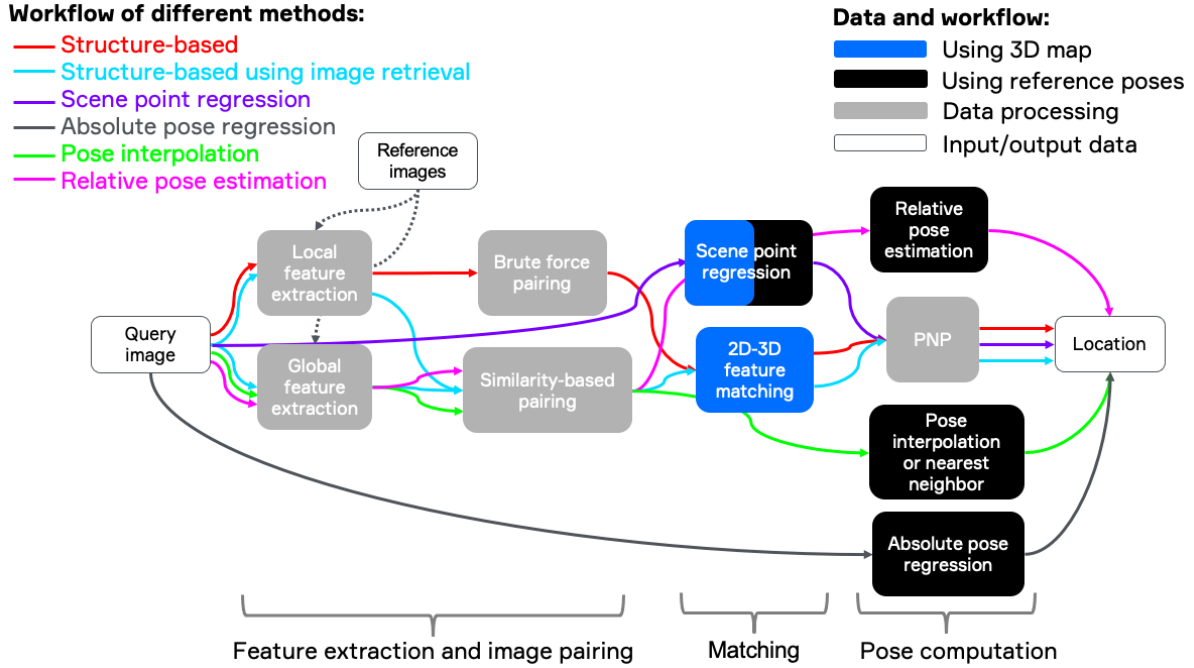 Workflow of different methods:
Structure-based
Structure-based using image retrieval
Scene point regression
Absolute pose regression
Pose interpolation
Relative pose estimation
Data and workflow:
Using 3D map
Using reference poses
Data processing
Input/output data
Reference
images
Local
feature
extraction
Brute force
pairing
Scene point
regression
Relative
pose
estimation
Query
image
Global
feature
extraction
Similarity-based
pairing
2D-3D
feature
matching
PNP
Location
Pose
interpolation
or nearest
neighbor
Absolute pose
regression
Feature extraction and image pairing
Matching
Pose computation